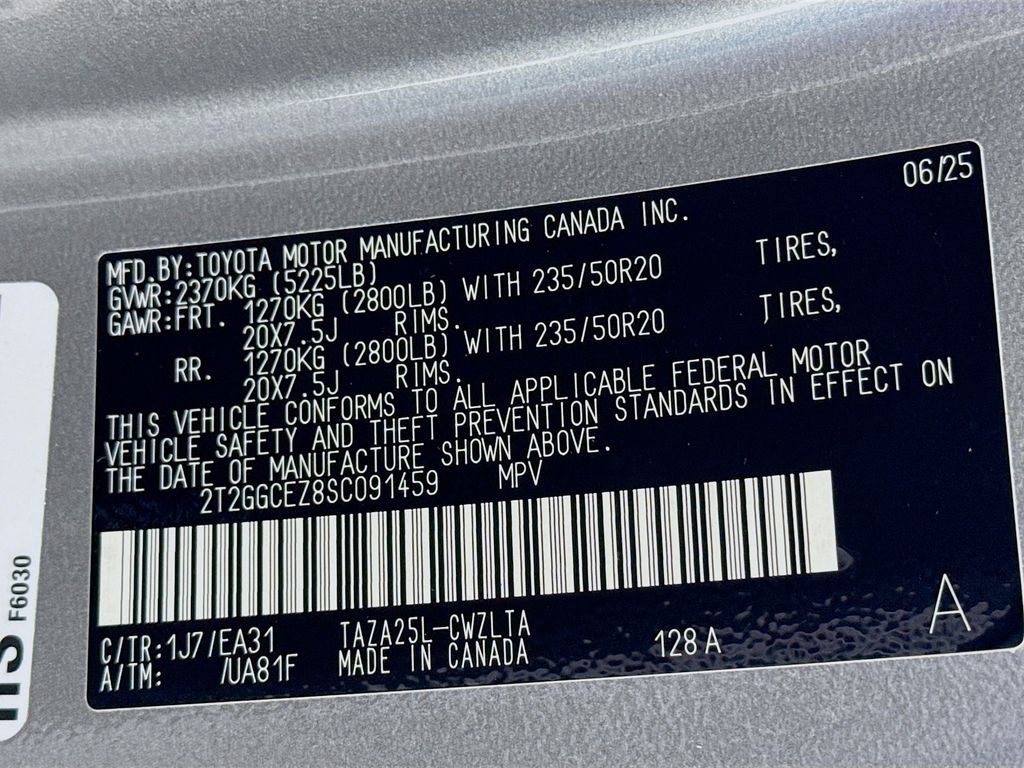 06/25
MFD.BY:TOYOTA MOTOR MANUFACTURING CANADA INC.
GVWR:2370KG (5225LB)
GAWR:FRT. 1270KG (2800LB) WITH 235/50R20 TIRES,
20X7.5J RIMS.
RR. 1270KG (2800LB) WITH 235/50R20 TIRES,
20X7.5J RIMS.
THIS VEHICLE CONFORMS TO ALL APPLICABLE FEDERAL MOTOR
VEHICLE SAFETY AND THEFT PREVENTION STANDARDS IN EFFECT ON
THE DATE OF MANUFACTURE SHOWN ABOVE.
2T2GGCEZ8SC091459 MPV
C/TR:1J7/EA31 TAZA25L-CWZLTA 128A A
A/TM: /UA81F MADE IN CANADA
F6030